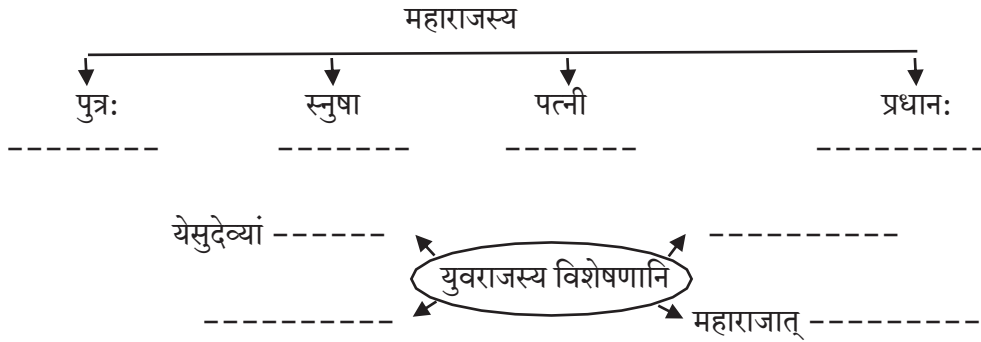 महाराजस्य
पुत्र: स्नुषा पत्नी प्रधान:
येसुदेव्यां ------
युवराजस्य विशेषणानि
महाराजात् ---------